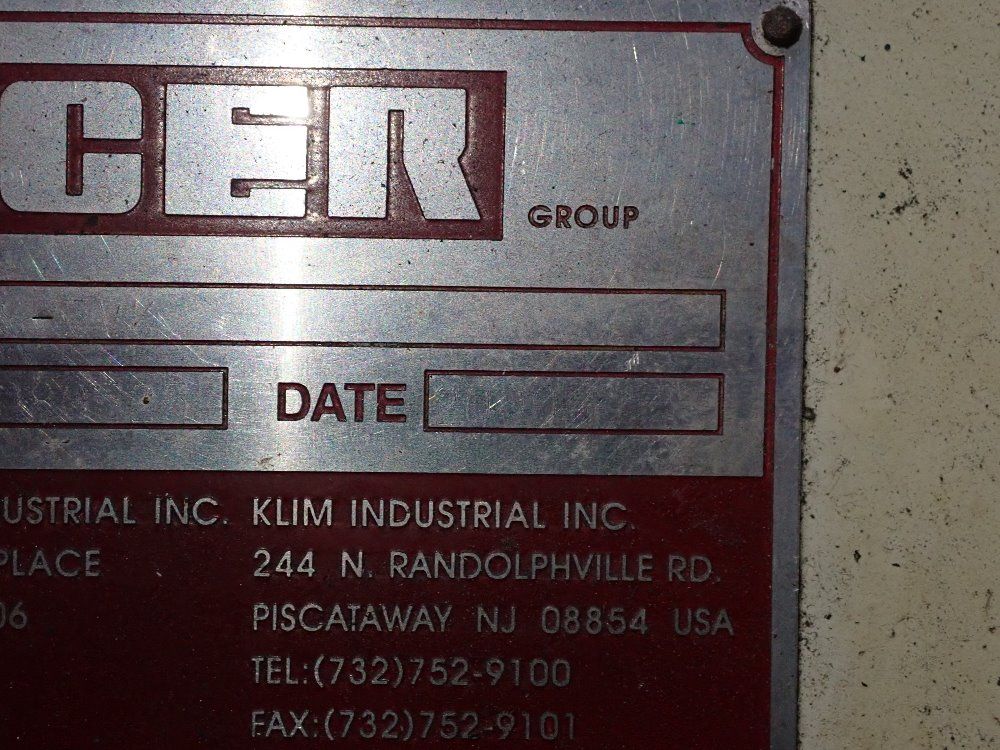 CER
GROUP
DATE
USTRIAL INC. KLIM INDUSTRIAL INC.
PLACE 244 N. RANDOLPHVILLE RD.
06 PISCATAWAY NJ 08854 USA
TEL:(732)752-9100
FAX:(732)752-9101